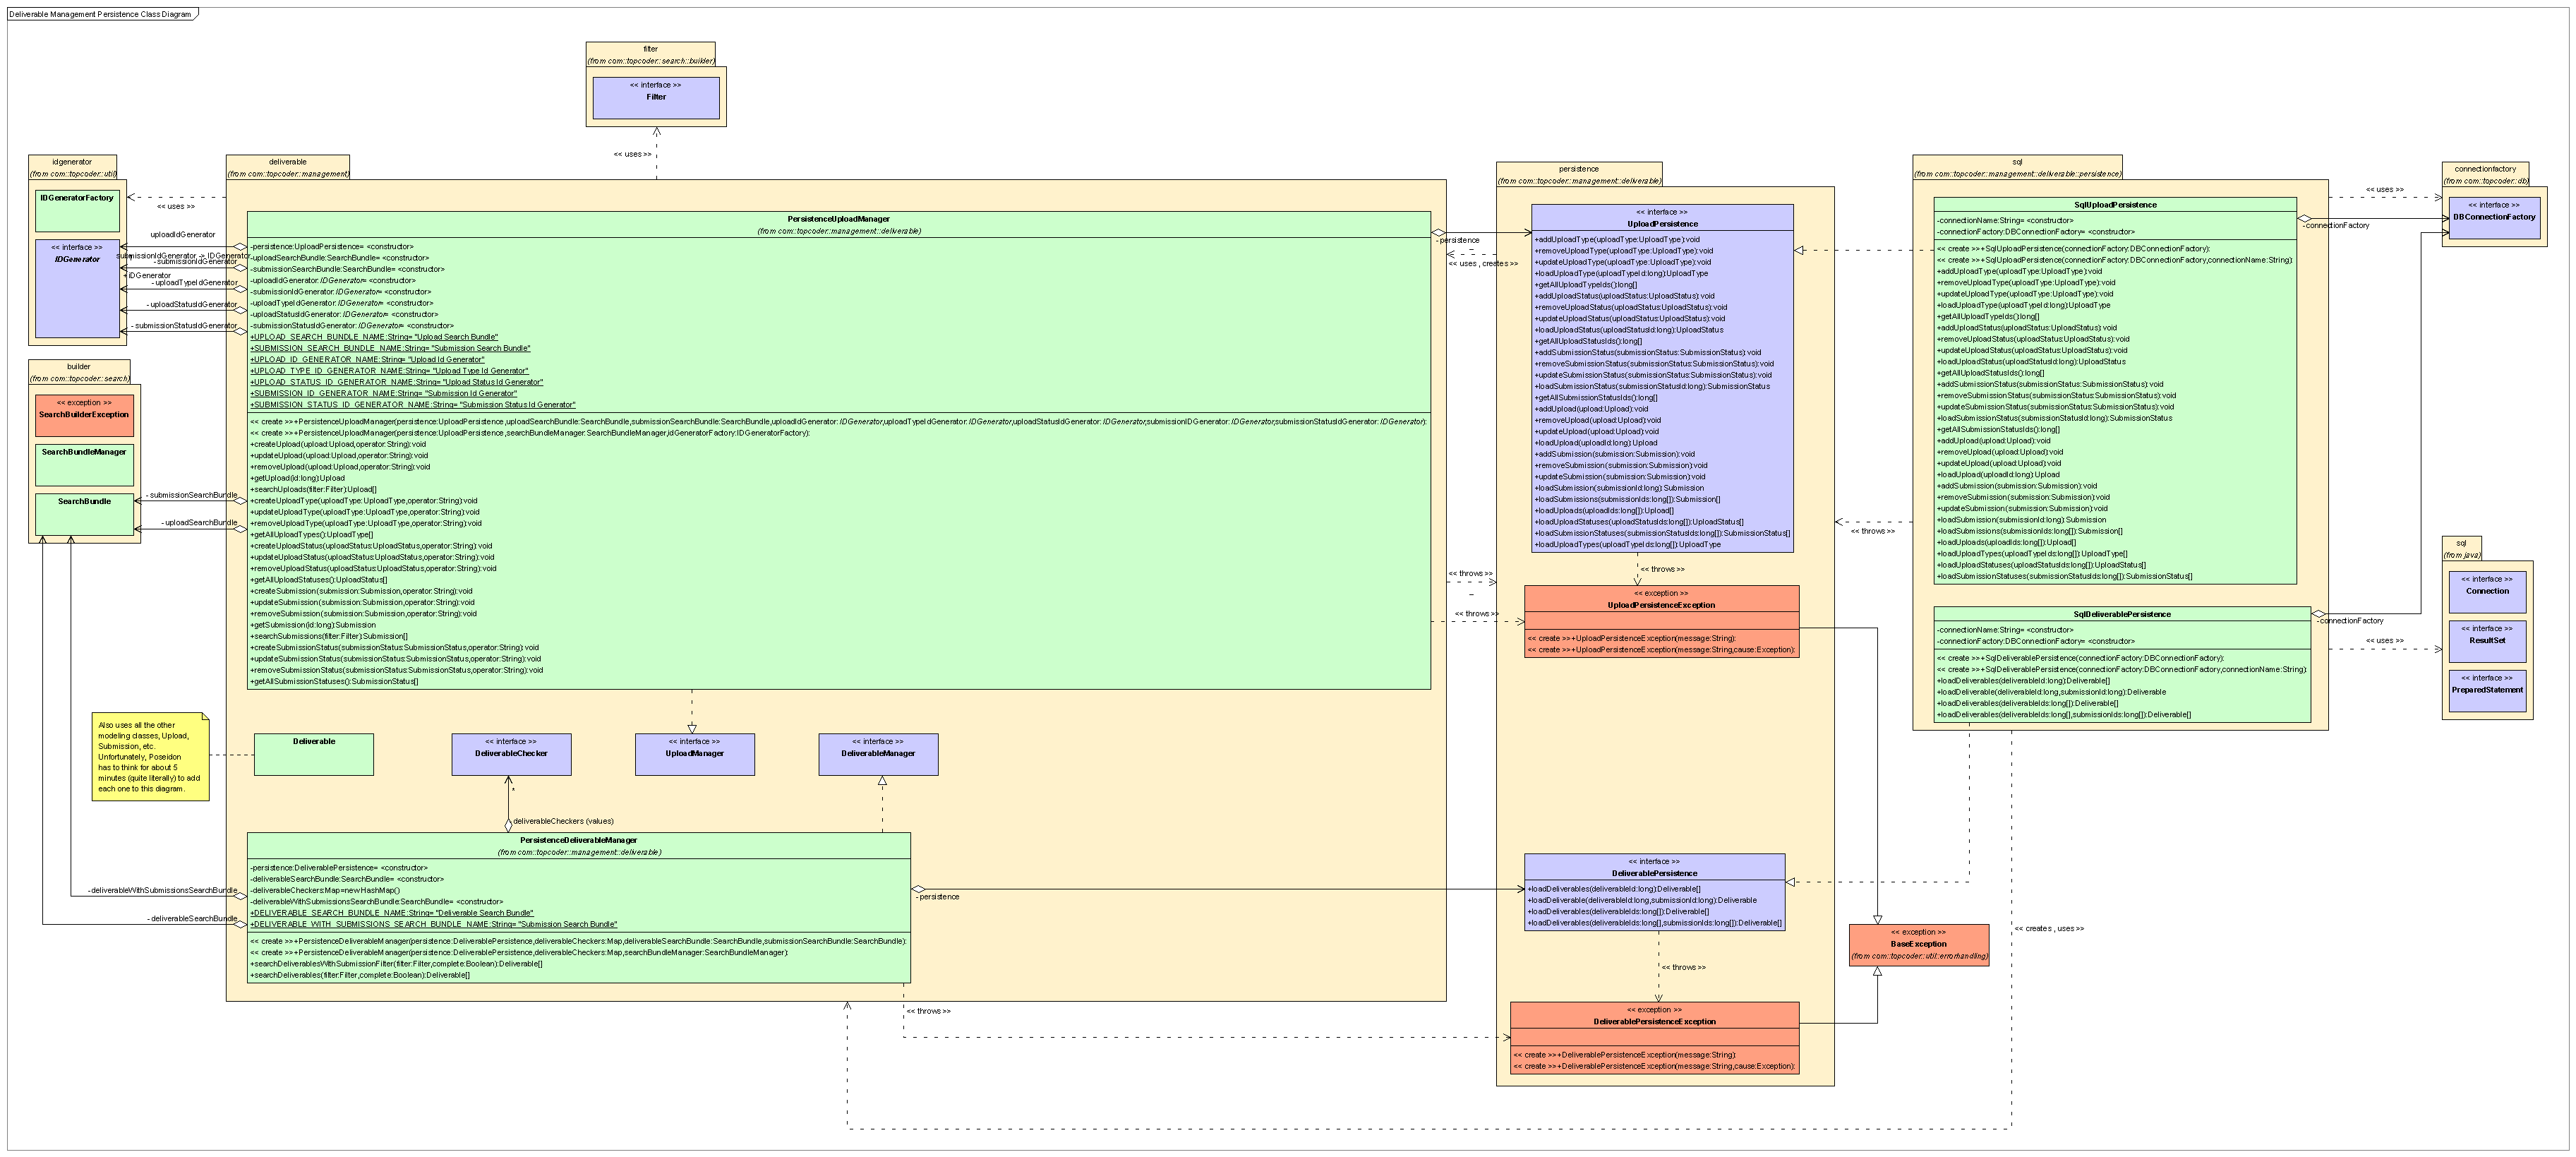 Deliverable Management Persistence Class Diagram
filter
(from com::topcoder::search::builder)
<< interface >>
Filter
<< uses >>
idgenerator
(from com::topcoder::util)
IDGeneratorFactory
<< interface >>
IDGenerator
<< uses >>
uploadIdGenerator
submissionIdGenerator -> IDGenerator
- submissionIdGenerator
+ IDGenerator
- uploadTypeIdGenerator
- uploadStatusIdGenerator
- submissionStatusIdGenerator
builder
(from com::topcoder::search)
<< exception >>
SearchBuilderException
SearchBundleManager
SearchBundle
- submissionSearchBundle
- uploadSearchBundle
deliverable
(from com::topcoder::management)
PersistenceUploadManager
(from com::topcoder::management::deliverable)
-persistence:UploadPersistence= <constructor>
-uploadSearchBundle:SearchBundle= <constructor>
-submissionSearchBundle:SearchBundle= <constructor>
-uploadIdGenerator:IDGenerator= <constructor>
-submissionIdGenerator:IDGenerator= <constructor>
-uploadTypeIdGenerator:IDGenerator= <constructor>
-uploadStatusIdGenerator:IDGenerator= <constructor>
-submissionStatusIdGenerator:IDGenerator= <constructor>
+UPLOAD_SEARCH_BUNDLE_NAME:String= "Upload Search Bundle"
+SUBMISSION_SEARCH_BUNDLE_NAME:String= "Submission Search Bundle"
+UPLOAD_ID_GENERATOR_NAME:String= "Upload Id Generator"
+UPLOAD_TYPE_ID_GENERATOR_NAME:String= "Upload Type Id Generator"
+UPLOAD_STATUS_ID_GENERATOR_NAME:String= "Upload Status Id Generator"
+SUBMISSION_ID_GENERATOR_NAME:String= "Submission Id Generator"
+SUBMISSION_STATUS_ID_GENERATOR_NAME:String= "Submission Status Id Generator"
<< create >>+PersistenceUploadManager(persistence:UploadPersistence,uploadSearchBundle:SearchBundle,submissionSearchBundle:SearchBundle,uploadIdGenerator:IDGenerator,uploadTypeIdGenerator:IDGenerator,uploadStatusIdGenerator:IDGenerator,submissionIDGenerator:IDGenerator,submissionStatusIdGenerator:IDGenerator):
<< create >>+PersistenceUploadManager(persistence:UploadPersistence,searchBundleManager:SearchBundleManager,idGeneratorFactory:IDGeneratorFactory):
+createUpload(upload:Upload,operator:String):void
+updateUpload(upload:Upload,operator:String):void
+removeUpload(upload:Upload,operator:String):void
+getUpload(id:long):Upload
+searchUploads(filter:Filter):Upload[]
+createUploadType(uploadType:UploadType,operator:String):void
+updateUploadType(uploadType:UploadType,operator:String):void
+removeUploadType(uploadType:UploadType,operator:String):void
+getAllUploadTypes():UploadType[]
+createUploadStatus(uploadStatus:UploadStatus,operator:String):void
+updateUploadStatus(uploadStatus:UploadStatus,operator:String):void
+removeUploadStatus(uploadStatus:UploadStatus,operator:String):void
+getAllUploadStatuses():UploadStatus[]
+createSubmission(submission:Submission,operator:String):void
+updateSubmission(submission:Submission,operator:String):void
+removeSubmission(submission:Submission,operator:String):void
+getSubmission(id:long):Submission
+searchSubmissions(filter:Filter):Submission[]
+createSubmissionStatus(submissionStatus:SubmissionStatus,operator:String):void
+updateSubmissionStatus(submissionStatus:SubmissionStatus,operator:String):void
+removeSubmissionStatus(submissionStatus:SubmissionStatus,operator:String):void
+getAllSubmissionStatuses():SubmissionStatus[]
Also uses all the other
modeling classes, Upload,
Submission, etc.
Unfortunately, Poseidon
has to think for about 5
minutes (quite literally) to add
each one to this diagram.
Deliverable
<< interface >>
DeliverableChecker
<< interface >>
UploadManager
<< interface >>
DeliverableManager
*
deliverableCheckers (values)
PersistenceDeliverableManager
(from com::topcoder::management::deliverable)
-persistence:DeliverablePersistence= <constructor>
-deliverableSearchBundle:SearchBundle= <constructor>
-deliverableCheckers:Map=new HashMap()
-deliverableWithSubmissionsSearchBundle:SearchBundle= <constructor>
+DELIVERABLE_SEARCH_BUNDLE_NAME:String= "Deliverable Search Bundle"
+DELIVERABLE_WITH_SUBMISSIONS_SEARCH_BUNDLE_NAME:String= "Submission Search Bundle"
<< create >>+PersistenceDeliverableManager(persistence:DeliverablePersistence,deliverableCheckers:Map,deliverableSearchBundle:SearchBundle,submissionSearchBundle:SearchBundle):
<< create >>+PersistenceDeliverableManager(persistence:DeliverablePersistence,deliverableCheckers:Map,searchBundleManager:SearchBundleManager):
+searchDeliverablesWithSubmissionFilter(filter:Filter,complete:Boolean):Deliverable[]
+searchDeliverables(filter:Filter,complete:Boolean):Deliverable[]
-deliverableWithSubmissionsSearchBundle
- deliverableSearchBundle
-persistence
<< throws >>
- persistence
<< uses , creates >>
<< throws >>
<< throws >>
persistence
(from com::topcoder::management::deliverable)
<< interface >>
UploadPersistence
+addUploadType(uploadType:UploadType):void
+removeUploadType(uploadType:UploadType):void
+updateUploadType(uploadType:UploadType):void
+loadUploadType(uploadTypeId:long):UploadType
+getAllUploadTypeIds():long[]
+addUploadStatus(uploadStatus:UploadStatus):void
+removeUploadStatus(uploadStatus:UploadStatus):void
+updateUploadStatus(uploadStatus:UploadStatus):void
+loadUploadStatus(uploadStatusId:long):UploadStatus
+getAllUploadStatusIds():long[]
+addSubmissionStatus(submissionStatus:SubmissionStatus):void
+removeSubmissionStatus(submissionStatus:SubmissionStatus):void
+updateSubmissionStatus(submissionStatus:SubmissionStatus):void
+loadSubmissionStatus(submissionStatusId:long):SubmissionStatus
+getAllSubmissionStatusIds():long[]
+addUpload(upload:Upload):void
+removeUpload(upload:Upload):void
+updateUpload(upload:Upload):void
+loadUpload(uploadId:long):Upload
+addSubmission(submission:Submission):void
+removeSubmission(submission:Submission):void
+updateSubmission(submission:Submission):void
+loadSubmission(submissionId:long):Submission
+loadSubmissions(submissionIds:long[]):Submission[]
+loadUploads(uploadIds:long[]):Upload[]
+loadUploadStatuses(uploadStatusIds:long[]):UploadStatus[]
+loadSubmissionStatuses(submissionStatusIds:long[]):SubmissionStatus[]
+loadUploadTypes(uploadTypeIds:long[]):UploadType
<< throws >>
<< exception >>
UploadPersistenceException
<< create >>+UploadPersistenceException(message:String):
<< create >>+UploadPersistenceException(message:String,cause:Exception):
<< interface >>
DeliverablePersistence
+loadDeliverables(deliverableId:long):Deliverable[]
+loadDeliverable(deliverableId:long,submissionId:long):Deliverable
+loadDeliverables(deliverableIds:long[]):Deliverable[]
+loadDeliverables(deliverableIds:long[],submissionIds:long[]):Deliverable[]
<< throws >>
<< exception >>
DeliverablePersistenceException
<< create >>+DeliverablePersistenceException(message:String):
<< create >>+DeliverablePersistenceException(message:String,cause:Exception):
<< throws >>
<< exception >>
BaseException
(from com::topcoder::util::errorhandling)
<< creates , uses >>
sql
(from com::topcoder::management::deliverable::persistence)
SqlUploadPersistence
-connectionName:String= <constructor>
-connectionFactory:DBConnectionFactory= <constructor>
<< create >>+SqlUploadPersistence(connectionFactory:DBConnectionFactory):
<< create >>+SqlUploadPersistence(connectionFactory:DBConnectionFactory,connectionName:String):
+addUploadType(uploadType:UploadType):void
+removeUploadType(uploadType:UploadType):void
+updateUploadType(uploadType:UploadType):void
+loadUploadType(uploadTypeId:long):UploadType
+getAllUploadTypeIds():long[]
+addUploadStatus(uploadStatus:UploadStatus):void
+removeUploadStatus(uploadStatus:UploadStatus):void
+updateUploadStatus(uploadStatus:UploadStatus):void
+loadUploadStatus(uploadStatusId:long):UploadStatus
+getAllUploadStatusIds():long[]
+addSubmissionStatus(submissionStatus:SubmissionStatus):void
+removeSubmissionStatus(submissionStatus:SubmissionStatus):void
+updateSubmissionStatus(submissionStatus:SubmissionStatus):void
+loadSubmissionStatus(submissionStatusId:long):SubmissionStatus
+getAllSubmissionStatusIds():long[]
+addUpload(upload:Upload):void
+removeUpload(upload:Upload):void
+updateUpload(upload:Upload):void
+loadUpload(uploadId:long):Upload
+addSubmission(submission:Submission):void
+removeSubmission(submission:Submission):void
+updateSubmission(submission:Submission):void
+loadSubmission(submissionId:long):Submission
+loadSubmissions(submissionIds:long[]):Submission[]
+loadUploads(uploadIds:long[]):Upload[]
+loadUploadTypes(uploadTypeIds:long[]):UploadType[]
+loadUploadStatuses(uploadStatusIds:long[]):UploadStatus[]
+loadSubmissionStatuses(submissionStatusIds:long[]):SubmissionStatus[]
SqlDeliverablePersistence
-connectionName:String= <constructor>
-connectionFactory:DBConnectionFactory= <constructor>
<< create >>+SqlDeliverablePersistence(connectionFactory:DBConnectionFactory):
<< create >>+SqlDeliverablePersistence(connectionFactory:DBConnectionFactory,connectionName:String):
+loadDeliverables(deliverableId:long):Deliverable[]
+loadDeliverable(deliverableId:long,submissionId:long):Deliverable
+loadDeliverables(deliverableIds:long[]):Deliverable[]
+loadDeliverables(deliverableIds:long[],submissionIds:long[]):Deliverable[]
<< uses >>
-connectionFactory
-connectionFactory
<< uses >>
connectionfactory
(from com::topcoder::db)
<< interface >>
DBConnectionFactory
sql
(from java)
<< interface >>
Connection
<< interface >>
ResultSet
<< interface >>
PreparedStatement